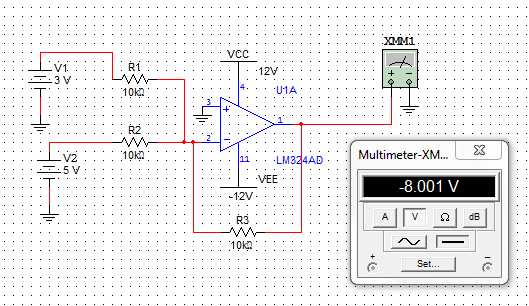 XMM1
V1
3 V
R1
10kΩ
VCC
12V
U1A
4
3
+
2
−
1
11
LM324AD
VEE
-12V
R2
10kΩ
V2
5 V
R3
10kΩ
+ −
Multimeter-XM...
-8.001 V
A V Ω dB
Set...
+ −